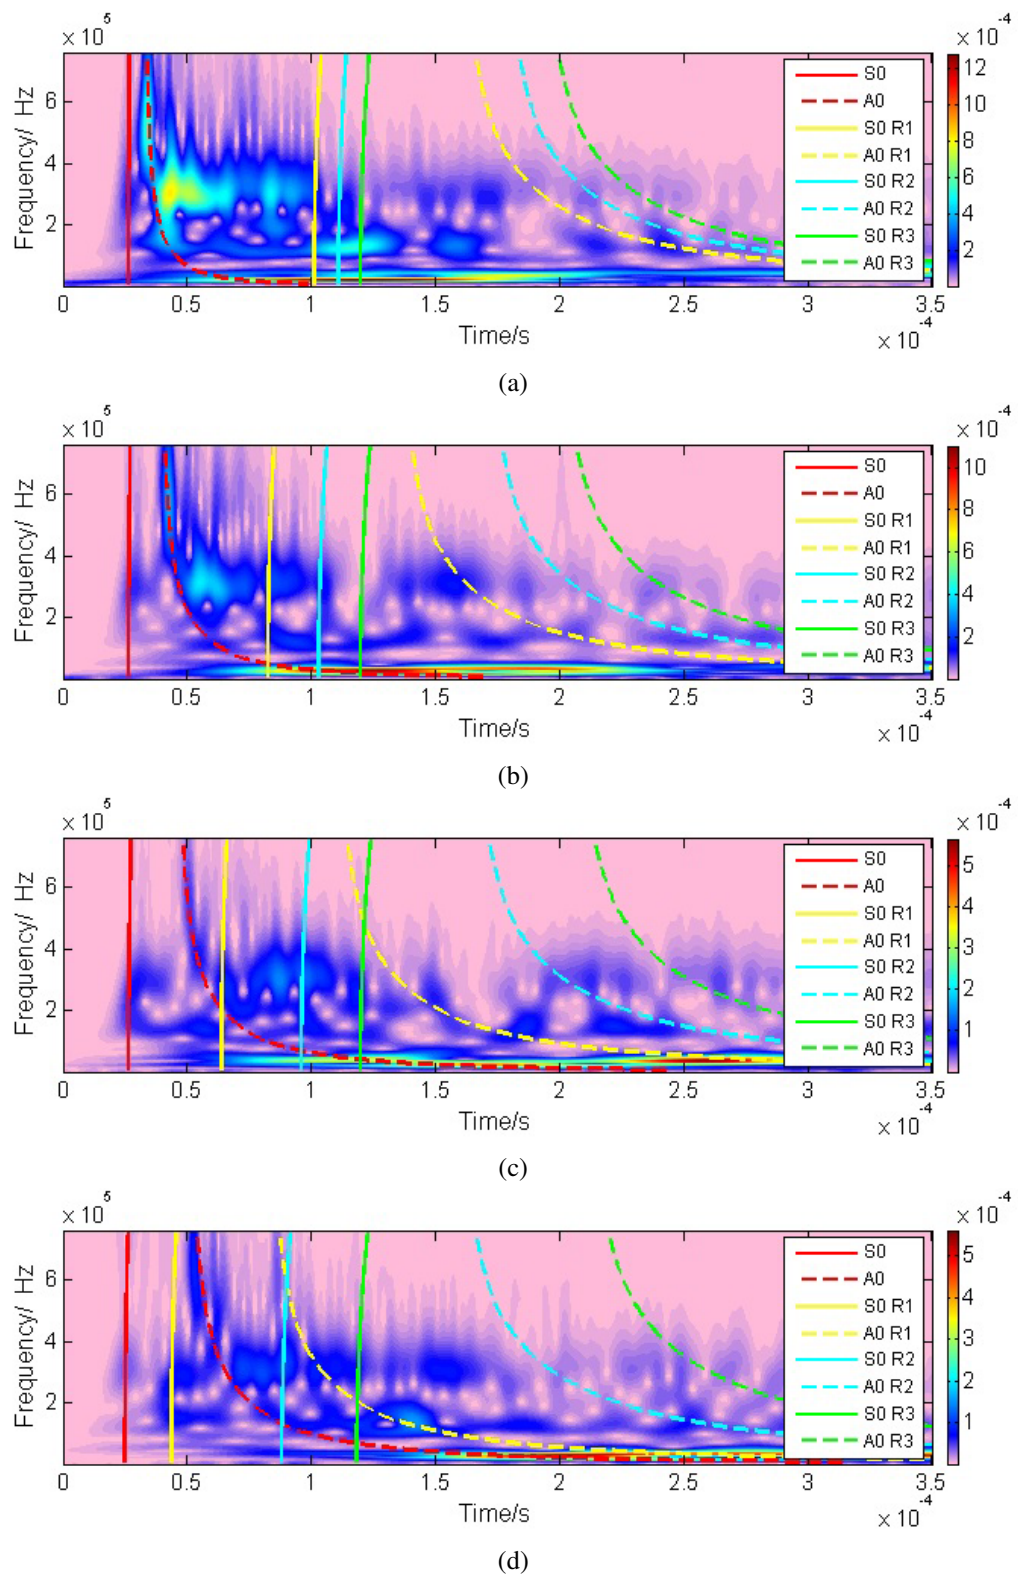 × 10 5
× 10 -4
Frequency/ Hz
6
4
2
S0
A0
S0 R1
A0 R1
S0 R2
A0 R2
S0 R3
A0 R3
12
10
8
6
4
2
0 0.5 1 1.5 2 2.5 3 3.5
Time/s
× 10 -4
(a)
× 10 5
× 10 -4
Frequency/ Hz
6
4
2
S0
A0
S0 R1
A0 R1
S0 R2
A0 R2
S0 R3
A0 R3
10
8
6
4
2
0 0.5 1 1.5 2 2.5 3 3.5
Time/s
× 10 -4
(b)
× 10 5
× 10 -4
Frequency/ Hz
6
4
2
S0
A0
S0 R1
A0 R1
S0 R2
A0 R2
S0 R3
A0 R3
5
4
3
2
1
0 0.5 1 1.5 2 2.5 3 3.5
Time/s
× 10 -4
(c)
× 10 5
× 10 -4
Frequency/ Hz
6
4
2
S0
A0
S0 R1
A0 R1
S0 R2
A0 R2
S0 R3
A0 R3
5
4
3
2
1
0 0.5 1 1.5 2 2.5 3 3.5
Time/s
× 10 -4
(d)